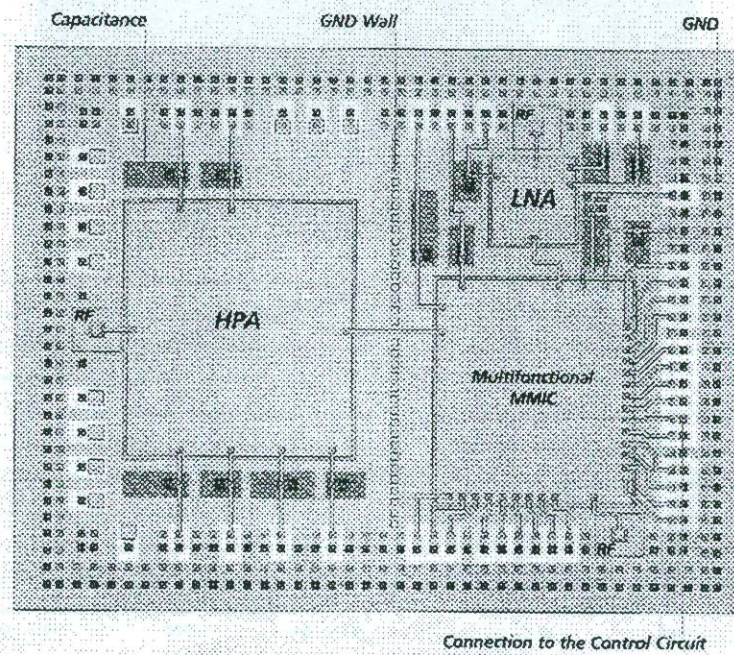 Capacitance
GND Wall
GND
RF
LNA
RF
HPA
Multifunctional
MMIC
RF
Connection to the Control Circuit